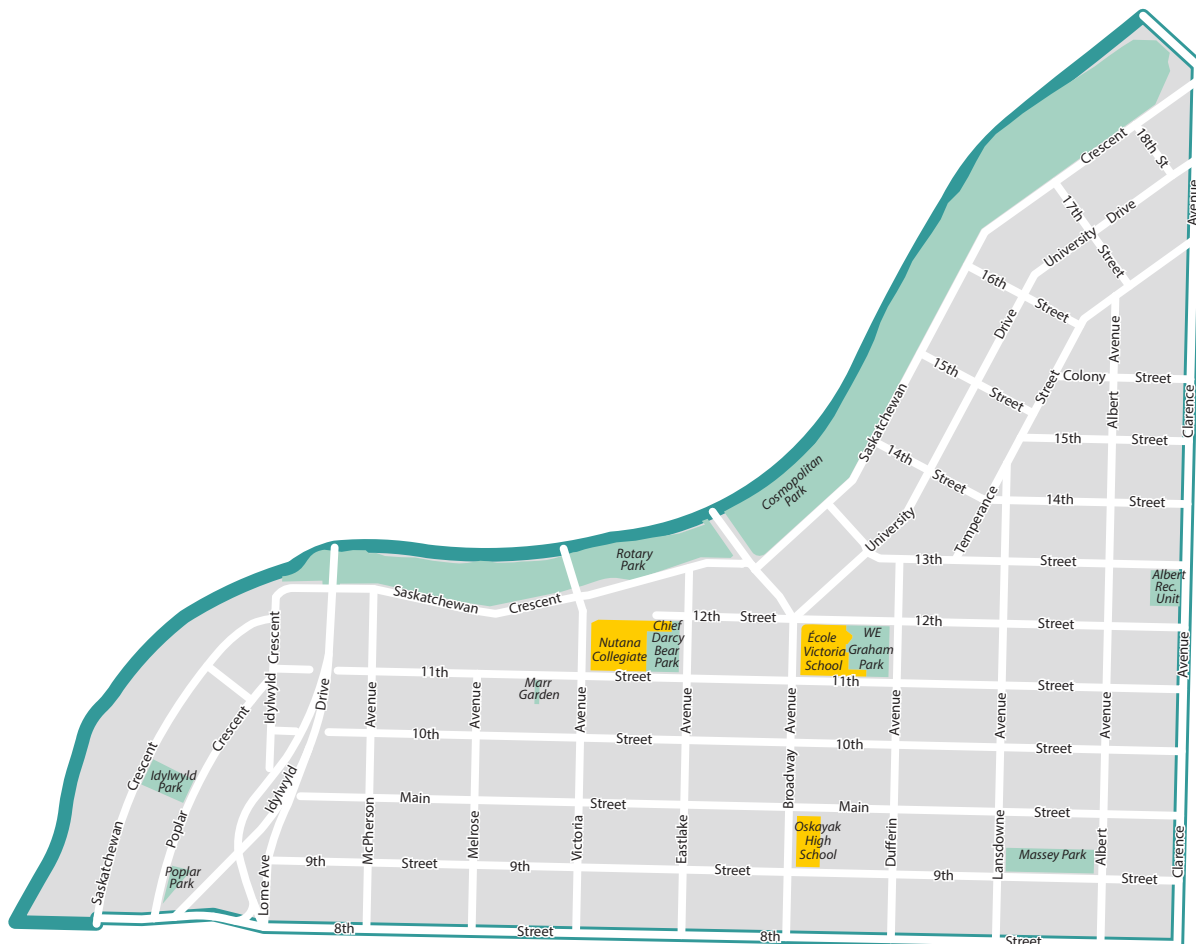 18th St
Crescent
17th
Drive
Avenue
University
Street
16th
Street
Drive
Avenue
15th
Colony
Street
Street
Street
Albert
Clarence
Saskatchewan
15th
Street
14th
Street
14th
Street
Cosmopolitan
Park
University
Temperance
13th
Street
Rotary
Park
Albert
Rec.
Unit
Saskatchewan
Crescent
12th
Street
12th
Street
Crescent
Nutana
Collegiate
Chief
Darcy
Bear
Park
École
Victoria
School
WE
Graham
Park
Avenue
11th
Street
11th
Street
Marr
Garden
Idylwyld
Drive
Avenue
Avenue
Avenue
Avenue
Avenue
Avenue
Avenue
Avenue
Crescent
10th
Street
10th
Street
Crescent
Idylwyld
Park
Idylwyld
Broadway
Main
Street
Main
Street
Poplar
McPherson
Melrose
Victoria
Eastlake
Oskayak
High
School
Dufferin
Lansdowne
Massey Park
Albert
Clarence
Saskatchewan
9th
Street
9th
Street
9th
Street
Poplar
Park
Lorne Ave
8th
Street
8th
Street